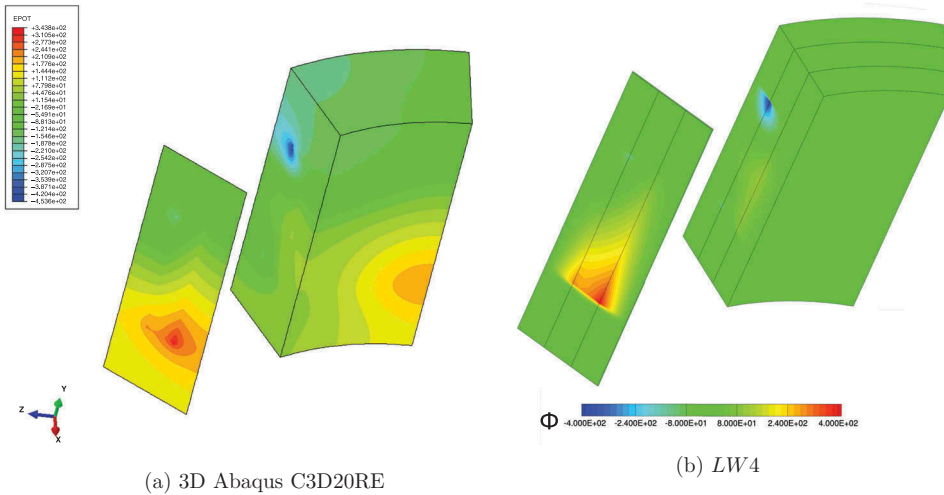 EPOT
+3.438e+02
+3.105e+02
+2.773e+02
+2.441e+02
+2.109e+02
+1.776e+02
+1.444e+02
+1.112e+02
+7.798e+01
+4.476e+01
+1.154e+01
-2.169e+01
-5.491e+01
-8.813e+01
-1.214e+02
-1.546e+02
-1.878e+02
-2.210e+02
-2.542e+02
-2.875e+02
-3.207e+02
-3.539e+02
-3.871e+02
-4.204e+02
-4.536e+02
Y
Z
X
Φ -4.000E+02 -2.400E+02 -8.000E+01 8.000E+01 2.400E+02 4.000E+02
(a) 3D Abaqus C3D20RE
(b) LW4